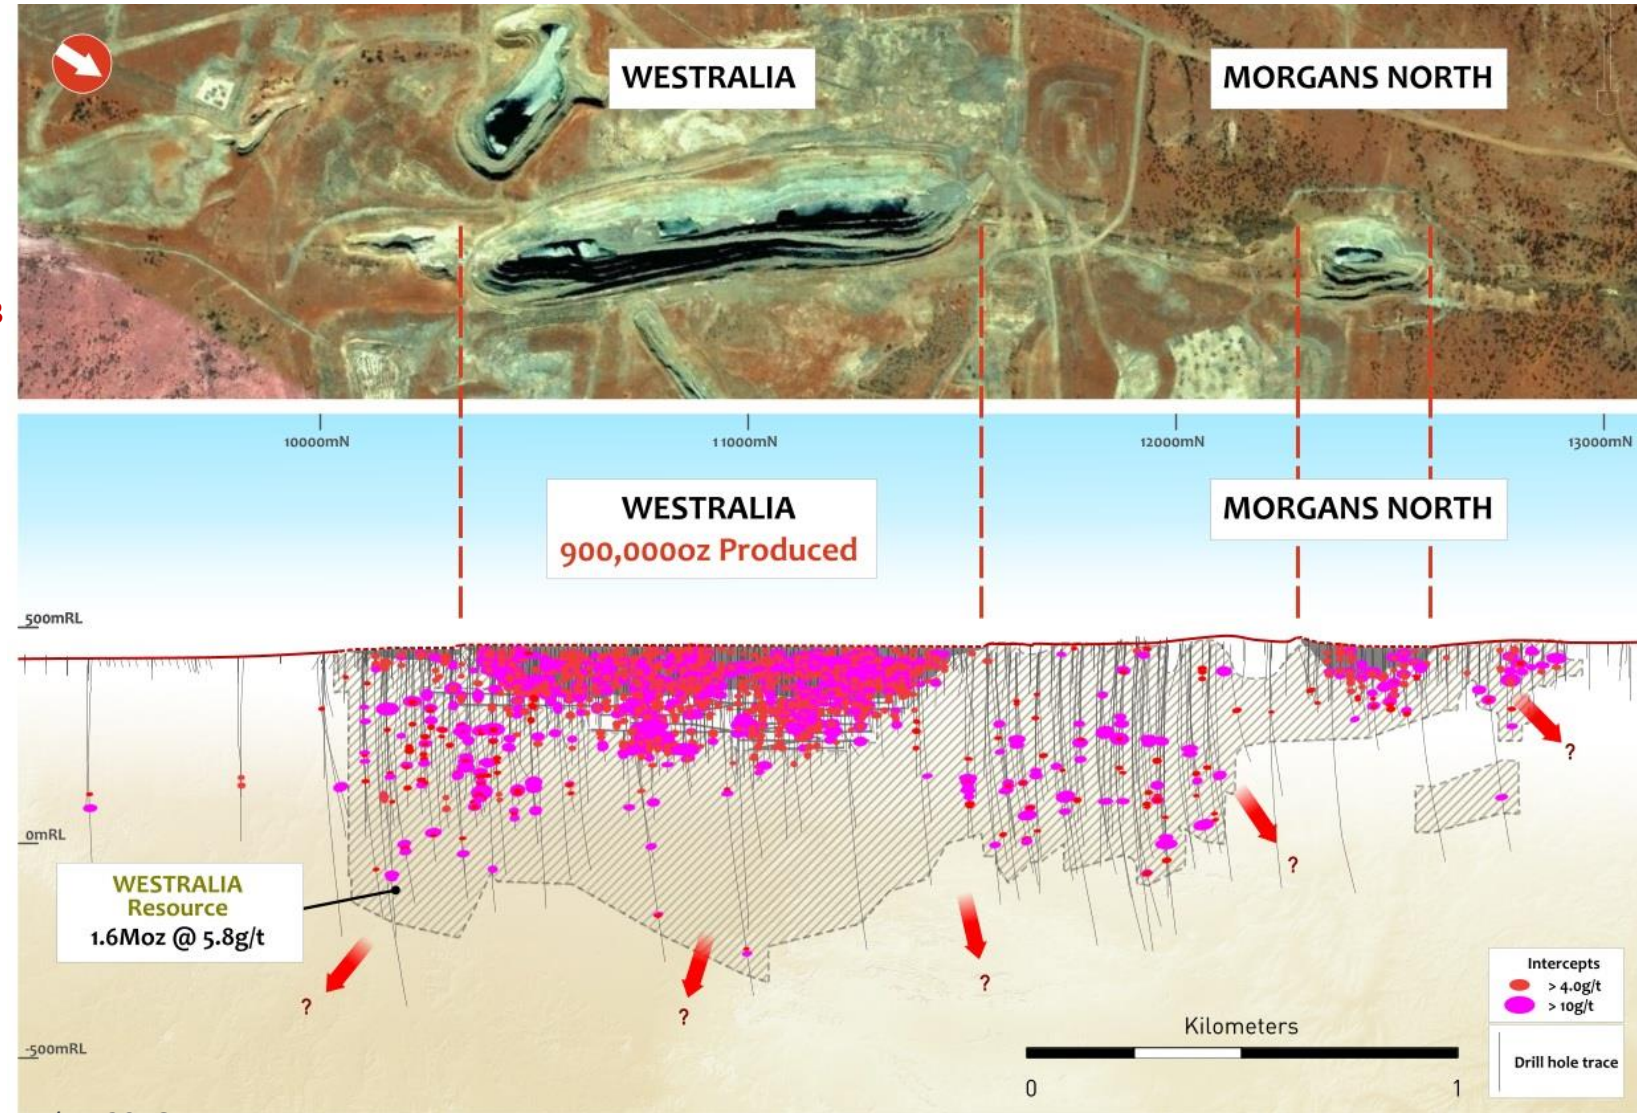 WESTRALIA
MORGANS NORTH
10000mN
11000mN
12000mN
13000mN
WESTRALIA
900,000oz Produced
MORGANS NORTH
500mRL
0mRL
WESTRALIA
Resource
1.6Moz @ 5.8g/t
?
?
?
?
?
Intercepts
> 4.0g/t
> 10g/t
Drill hole trace
-500mRL
Kilometers
0
1